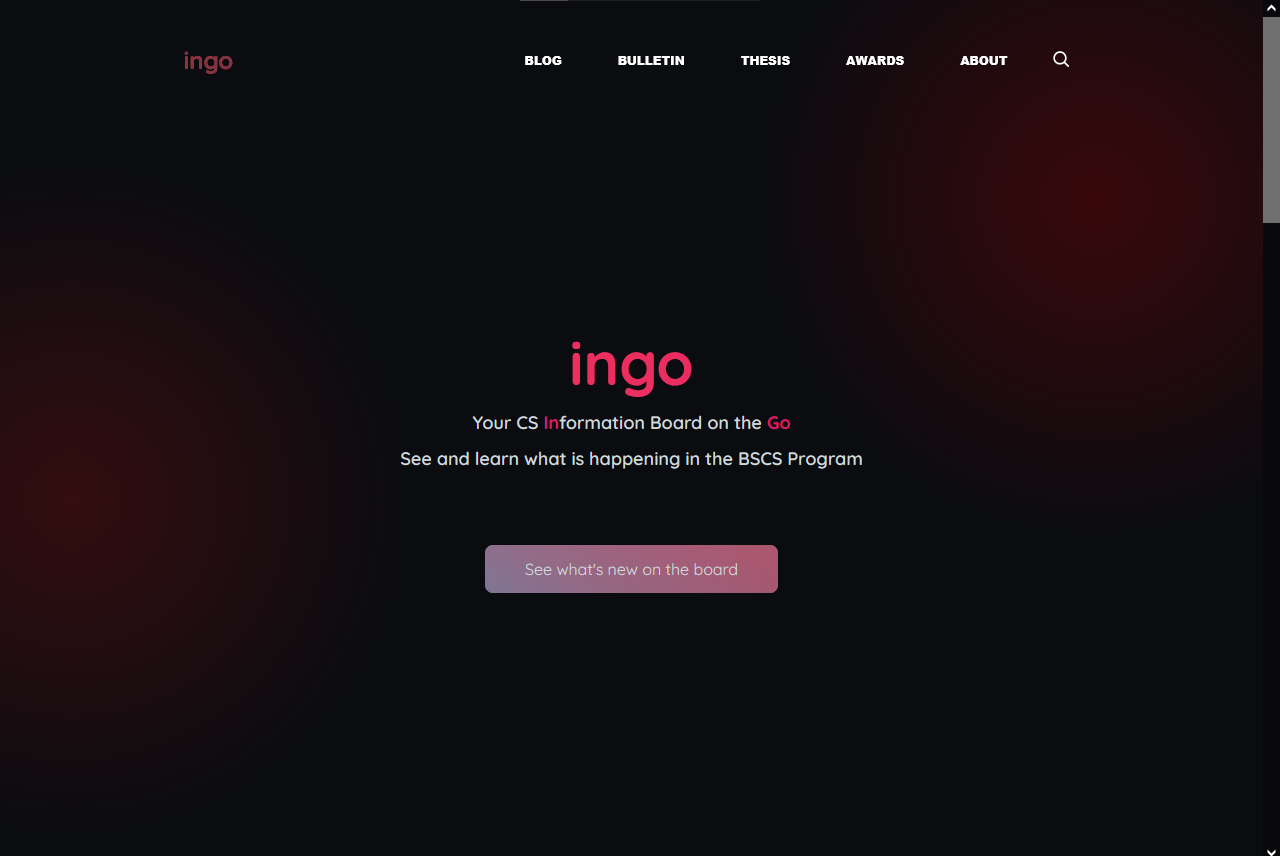 ingo
BLOG BULLETIN THESIS AWARDS ABOUT
ingo
Your CS Information Board on the Go
See and learn what is happening in the BSCS Program
See what's new on the board